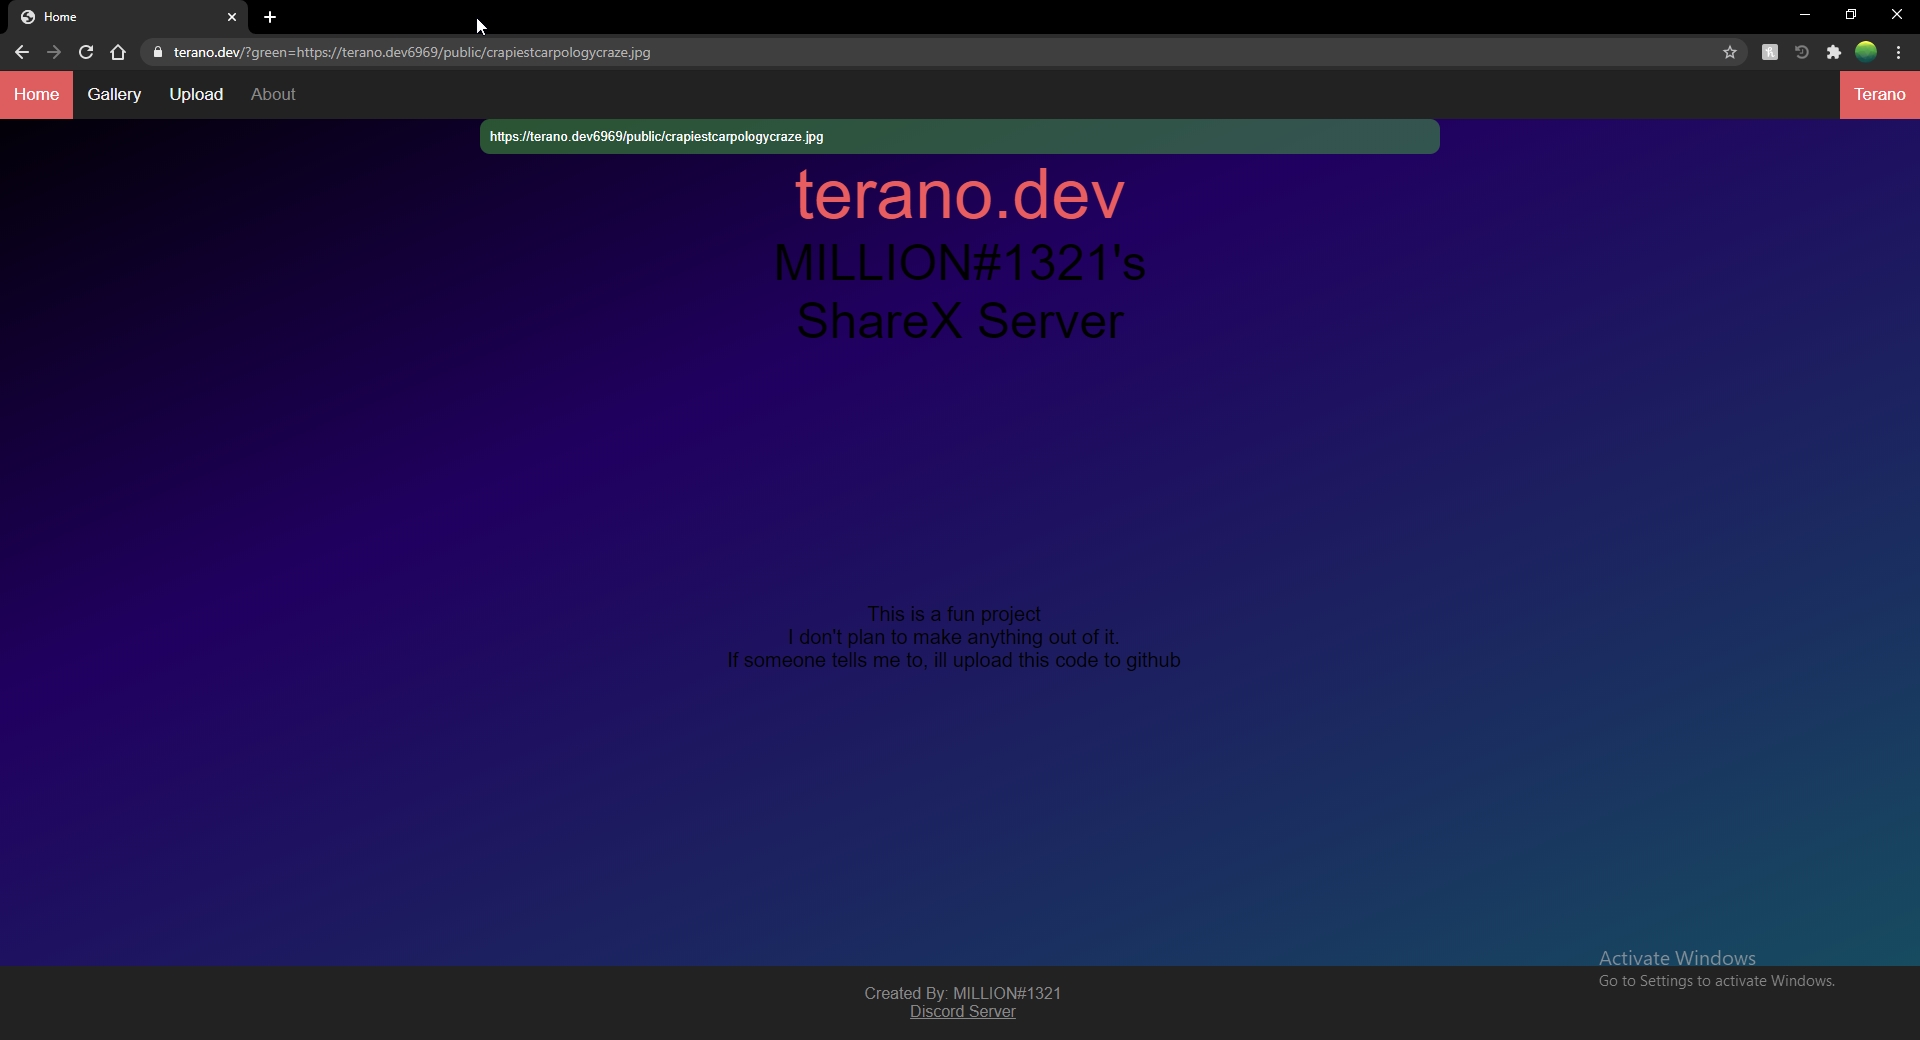 Home
terano.dev/?green=https://terano.dev6969/public/crapiestcarpologycraze.jpg
Home Gallery Upload About Terano
https://terano.dev6969/public/crapiestcarpologycraze.jpg
terano.dev
MILLION#1321's
ShareX Server
This is a fun project
I don't plan to make anything out of it.
If someone tells me to, ill upload this code to github
Activate Windows
Go to Settings to activate Windows.
Created By: MILLION#1321
Discord Server